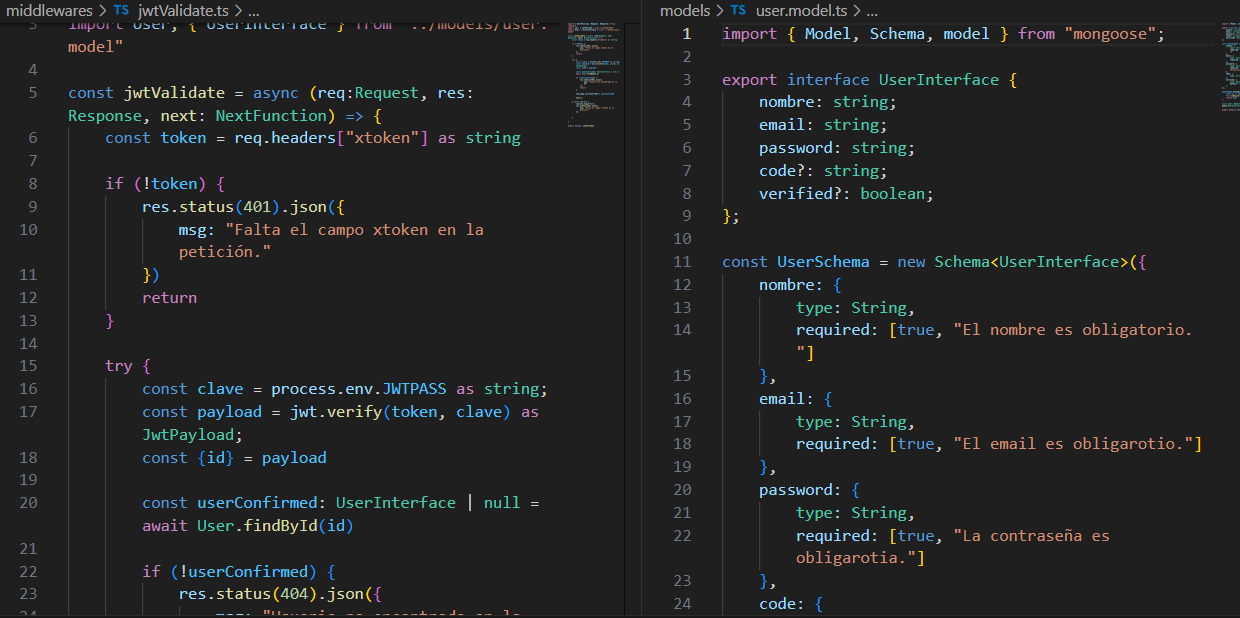 middlewares > TS jwtValidate.ts > ...
import User, { UserInterface } from "../models/user.
model"
4
5 const jwtValidate = async (req:Request, res:
Response, next: NextFunction) => {
6 const token = req.headers["xtoken"] as string
7
8 if (!token) {
9 res.status(401).json({
10 msg: "Falta el campo xtoken en la
petición."
11 })
12 return
13 }
14
15 try {
16 const clave = process.env.JWTPASS as string;
17 const payload = jwt.verify(token, clave) as
JwtPayload;
18 const {id} = payload
19
20 const userConfirmed: UserInterface | null =
await User.findById(id)
21
22 if (!userConfirmed) {
23 res.status(404).json({
24 msg: "Usuario no encontrado en la
models > TS user.model.ts > ...
1 import { Model, Schema, model } from "mongoose";
2
3 export interface UserInterface {
4 nombre: string;
5 email: string;
6 password: string;
7 code?: string;
8 verified?: boolean;
9 };
10
11 const UserSchema = new Schema<UserInterface>({
12 nombre: {
13 type: String,
14 required: [true, "El nombre es obligatorio.
"]
15 },
16 email: {
17 type: String,
18 required: [true, "El email es obligarotio."]
19 },
20 password: {
21 type: String,
22 required: [true, "La contraseña es
obligarotia."]
23 },
24 code: {